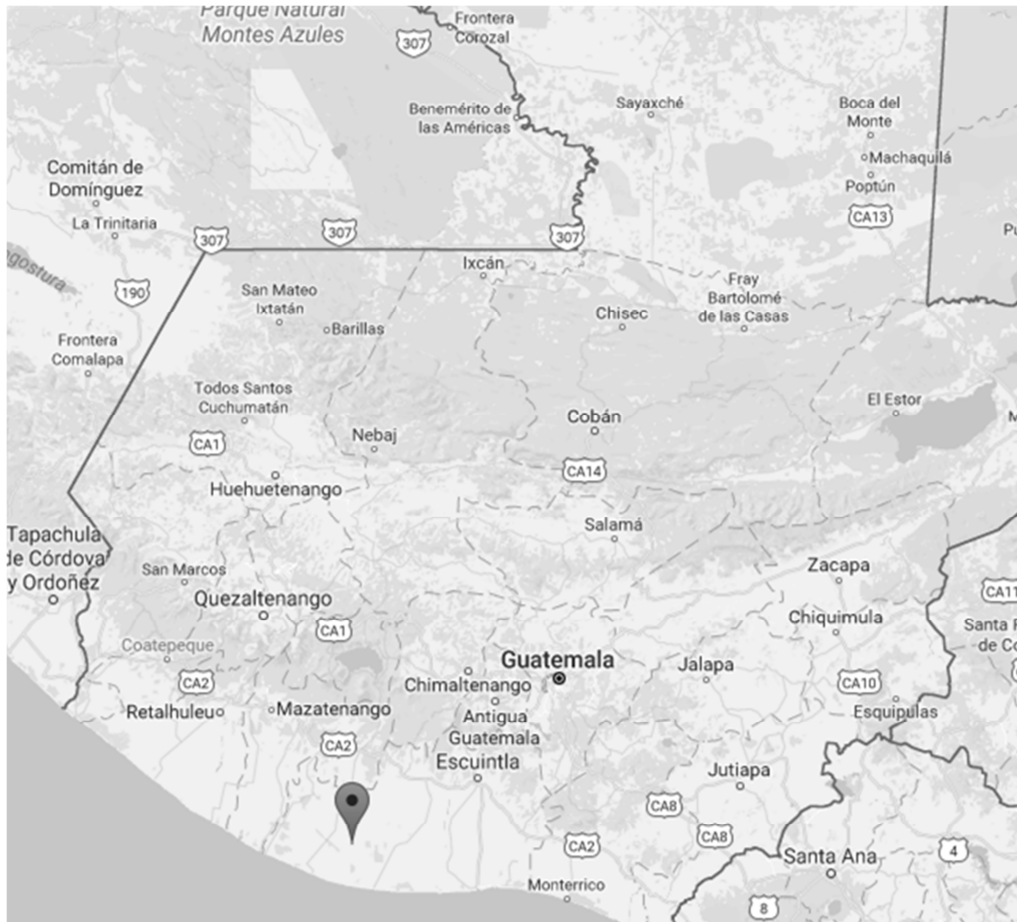 Parque Natural
Montes Azules
Frontera
Corozal
307
Benemérito de
las Américas
Sayaxché
Boca del
Monte
Machaquilá
Poptún
CA13
Comitán de
Domínguez
La Trinitaria
307
307
307
190
Ixcán
San Mateo
Ixtatán
Barillas
Chisec
Fray
Bartolomé
de las Casas
Frontera
Comalapa
Todos Santos
Cuchumatán
CA1
Nebaj
Cobán
El Estor
CA14
Huehuetenango
Salamá
Tapachula
de Córdova
y Ordoñez
San Marcos
Quezaltenango
CA1
Zacapa
Chiquimula
CA11
Coatepeque
CA2
Guatemala
Chimaltenango
Jalapa
CA10
Retalhuleu
Mazatenango
Antigua
Guatemala
Esquipulas
CA2
Escuintla
Jutiapa
CA8
CA8
CA2
Santa Ana
4
Monterrico
8